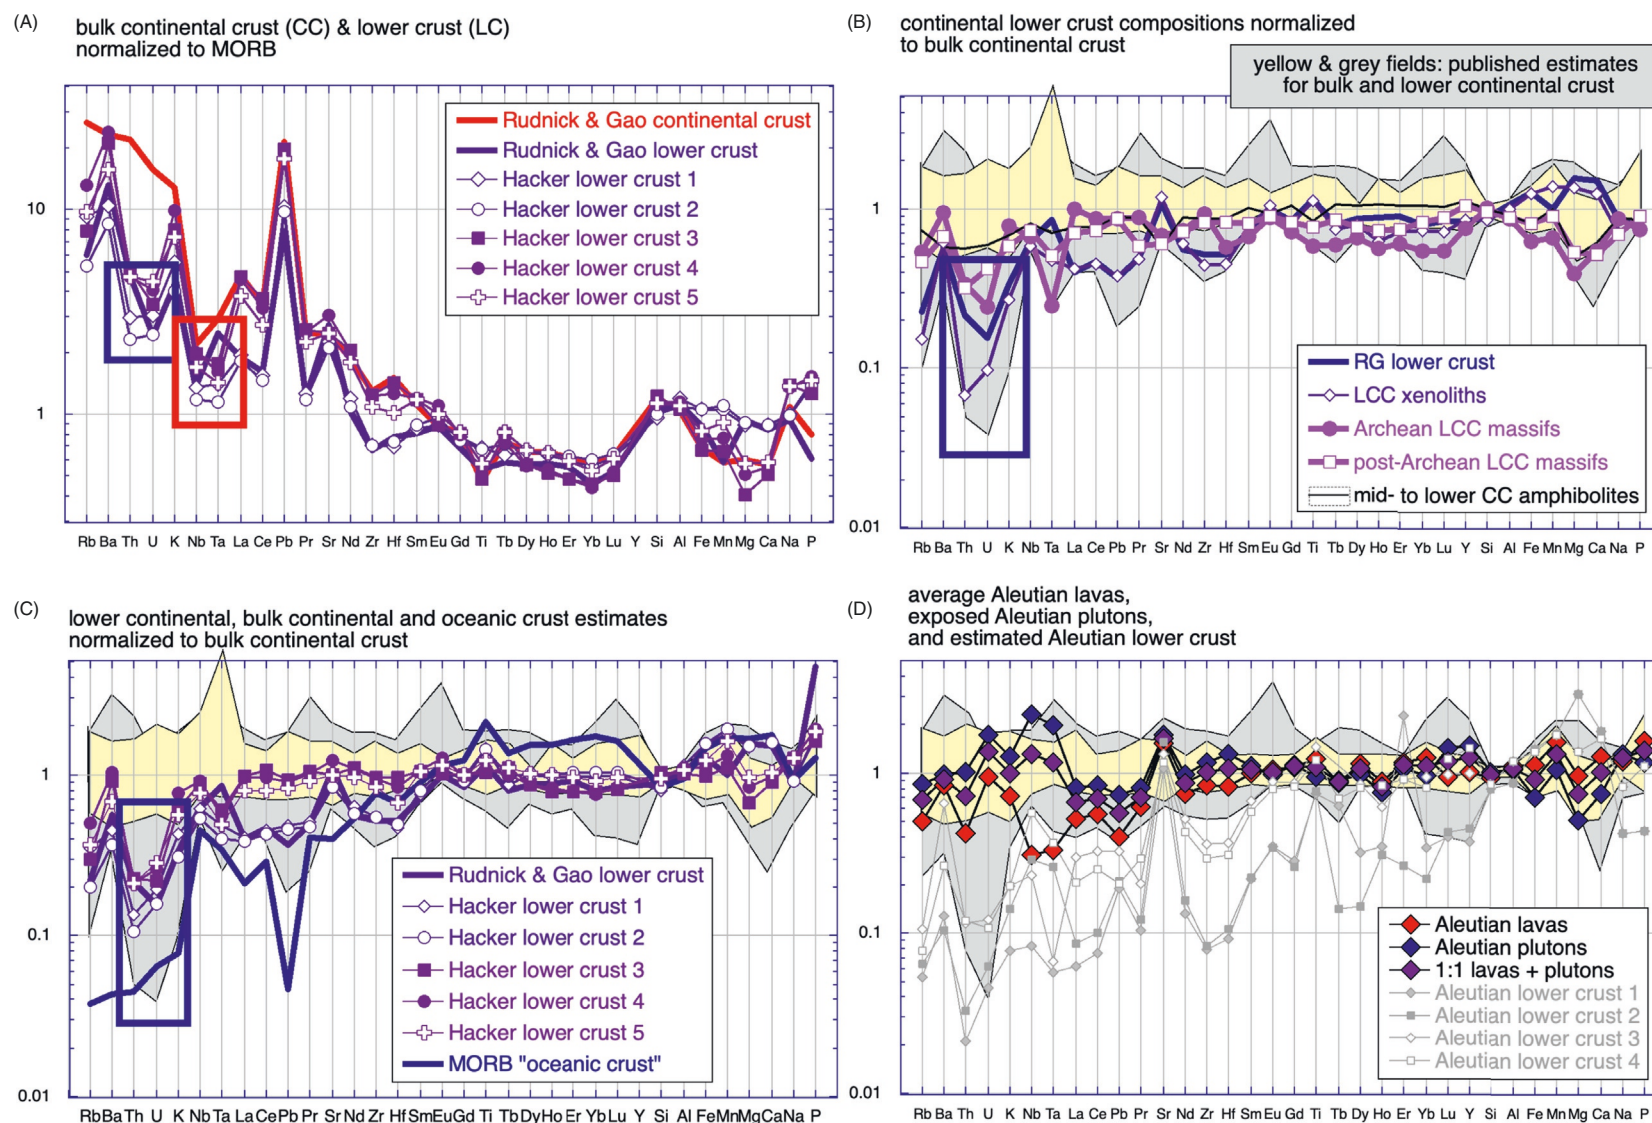 (A)
bulk continental crust (CC) & lower crust (LC)
normalized to MORB
Rudnick & Gao continental crust
Rudnick & Gao lower crust
Hacker lower crust 1
Hacker lower crust 2
Hacker lower crust 3
Hacker lower crust 4
Hacker lower crust 5
10
1
Rb Ba Th U K Nb Ta La Ce Pb Pr Sr Nd Zr Hf Sm Eu Gd Ti Tb Dy Ho Er Yb Lu Y Si Al Fe Mn Mg Ca Na P
(B)
continental lower crust compositions normalized
to bulk continental crust
yellow & grey fields: published estimates
for bulk and lower continental crust
1
0.1
0.01
RG lower crust
LCC xenoliths
Archean LCC massifs
post-Archean LCC massifs
mid- to lower CC amphibolites
Rb Ba Th U K Nb Ta La Ce Pb Pr Sr Nd Zr Hf Sm Eu Gd Ti Tb Dy Ho Er Yb Lu Y Si Al Fe Mn Mg Ca Na P
(C)
lower continental, bulk continental and oceanic crust estimates
normalized to bulk continental crust
1
0.1
0.01
Rudnick & Gao lower crust
Hacker lower crust 1
Hacker lower crust 2
Hacker lower crust 3
Hacker lower crust 4
Hacker lower crust 5
MORB "oceanic crust"
Rb Ba Th U K Nb Ta La Ce Pb Pr Sr Nd Zr Hf Sm Eu Gd Ti Tb Dy Ho Er Yb Lu Y Si Al Fe Mn Mg Ca Na P
(D)
average Aleutian lavas,
exposed Aleutian plutons,
and estimated Aleutian lower crust
1
0.1
0.01
Aleutian lavas
Aleutian plutons
1:1 lavas + plutons
Aleutian lower crust 1
Aleutian lower crust 2
Aleutian lower crust 3
Aleutian lower crust 4
Rb Ba Th U K Nb Ta La Ce Pb Pr Sr Nd Zr Hf Sm Eu Gd Ti Tb Dy Ho Er Yb Lu Y Si Al Fe Mn Mg Ca Na P